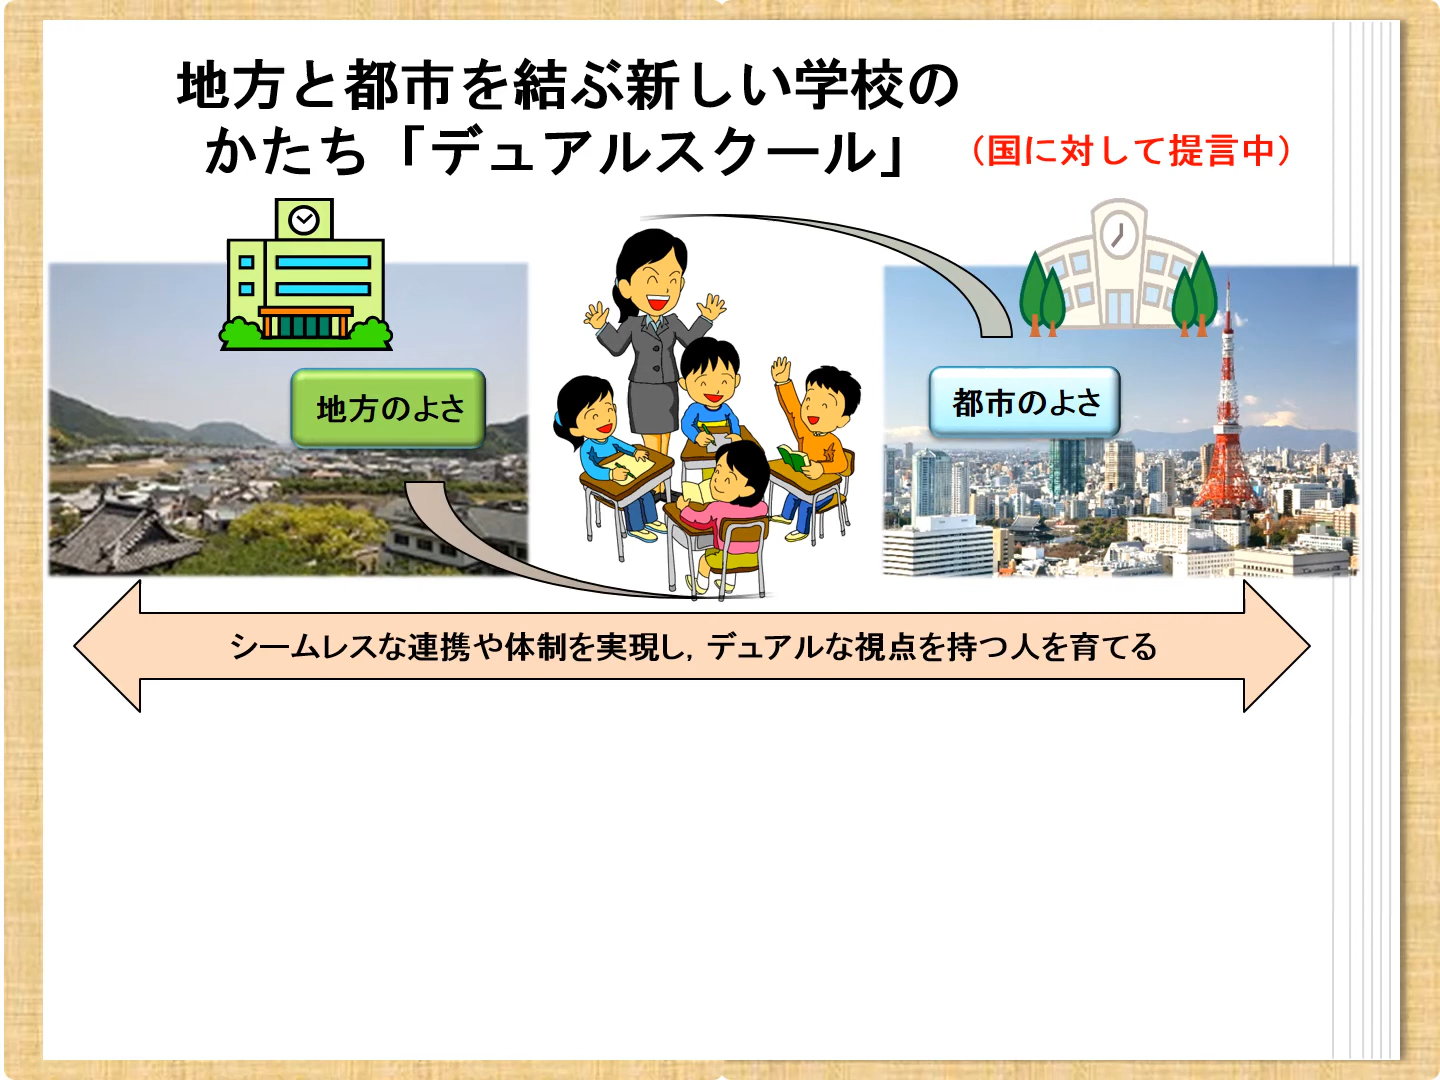 地方と都市を結ぶ新しい学校の
かたち「デュアルスクール」
（国に対して提言中）
地方のよさ
都市のよさ
シームレスな連携や体制を実現し，デュアルな視点を持つ人を育てる